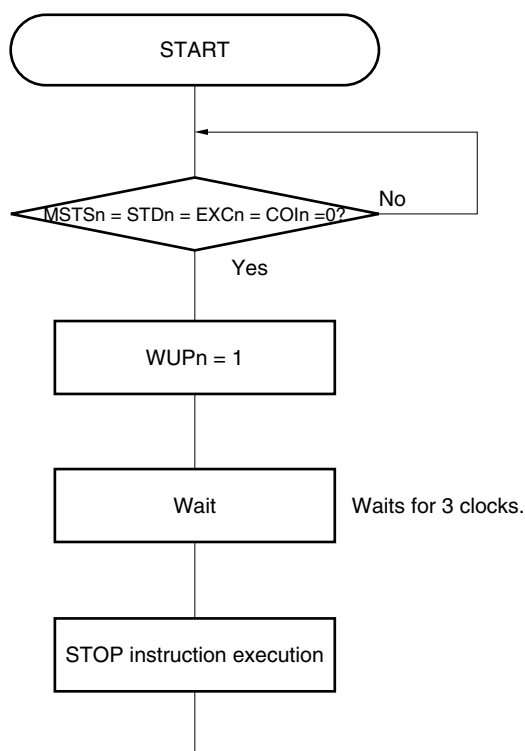 START
MSTSn = STDn = EXCn = COIn =0?
No
Yes
WUPn = 1
Wait
Waits for 3 clocks.
STOP instruction execution